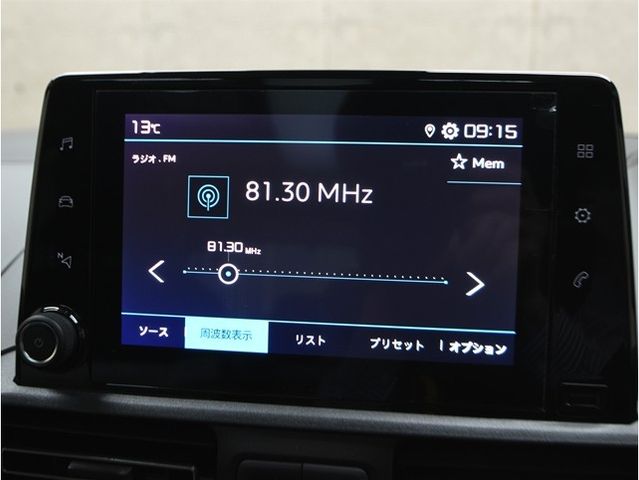 13℃
09:15
ラジオ.FM
Mem
81.30 MHz
81.30 MHz
ソース
周波数表示
リスト
プリセット
オプション
N